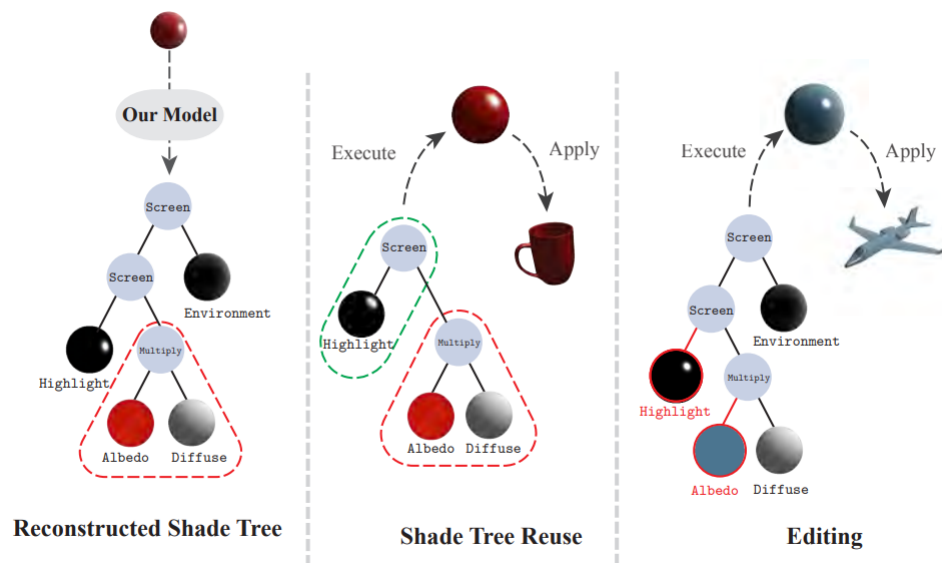 Our Model
Screen
Screen
Environment
Highlight
Multiply
Albedo
Diffuse
Reconstructed Shade Tree
Execute
Apply
Screen
Highlight
Multiply
Albedo
Diffuse
Shade Tree Reuse
Execute
Apply
Screen
Screen
Environment
Highlight
Multiply
Albedo
Diffuse
Editing